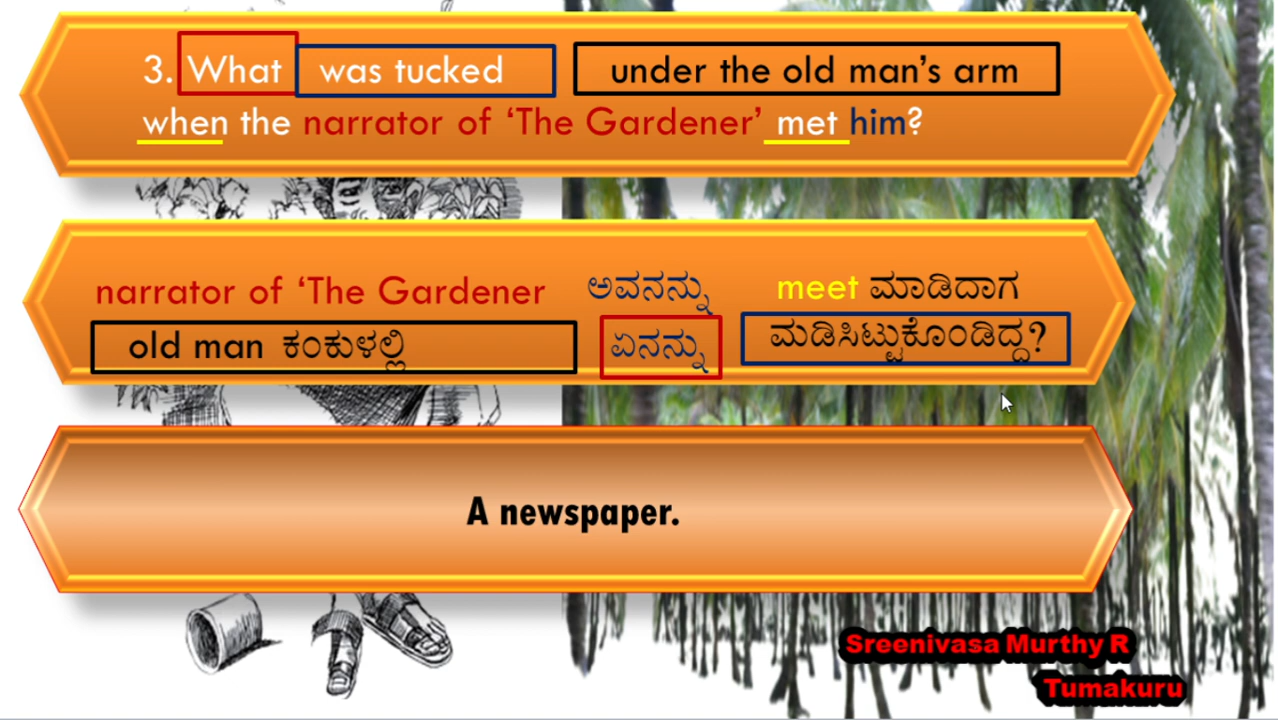 3. What was tucked under the old man's arm
when the narrator of 'The Gardener' met him?
narrator of 'The Gardener ಅವನನ್ನು meet ಮಾಡಿದಾಗ
old man ಕಂಕುಳಲ್ಲಿ ಏನನ್ನು ಮಡಿಸಿಟ್ಟುಕೊಂಡಿದ್ದ?
A newspaper.
Sreenivasa Murthy R
Tumakuru